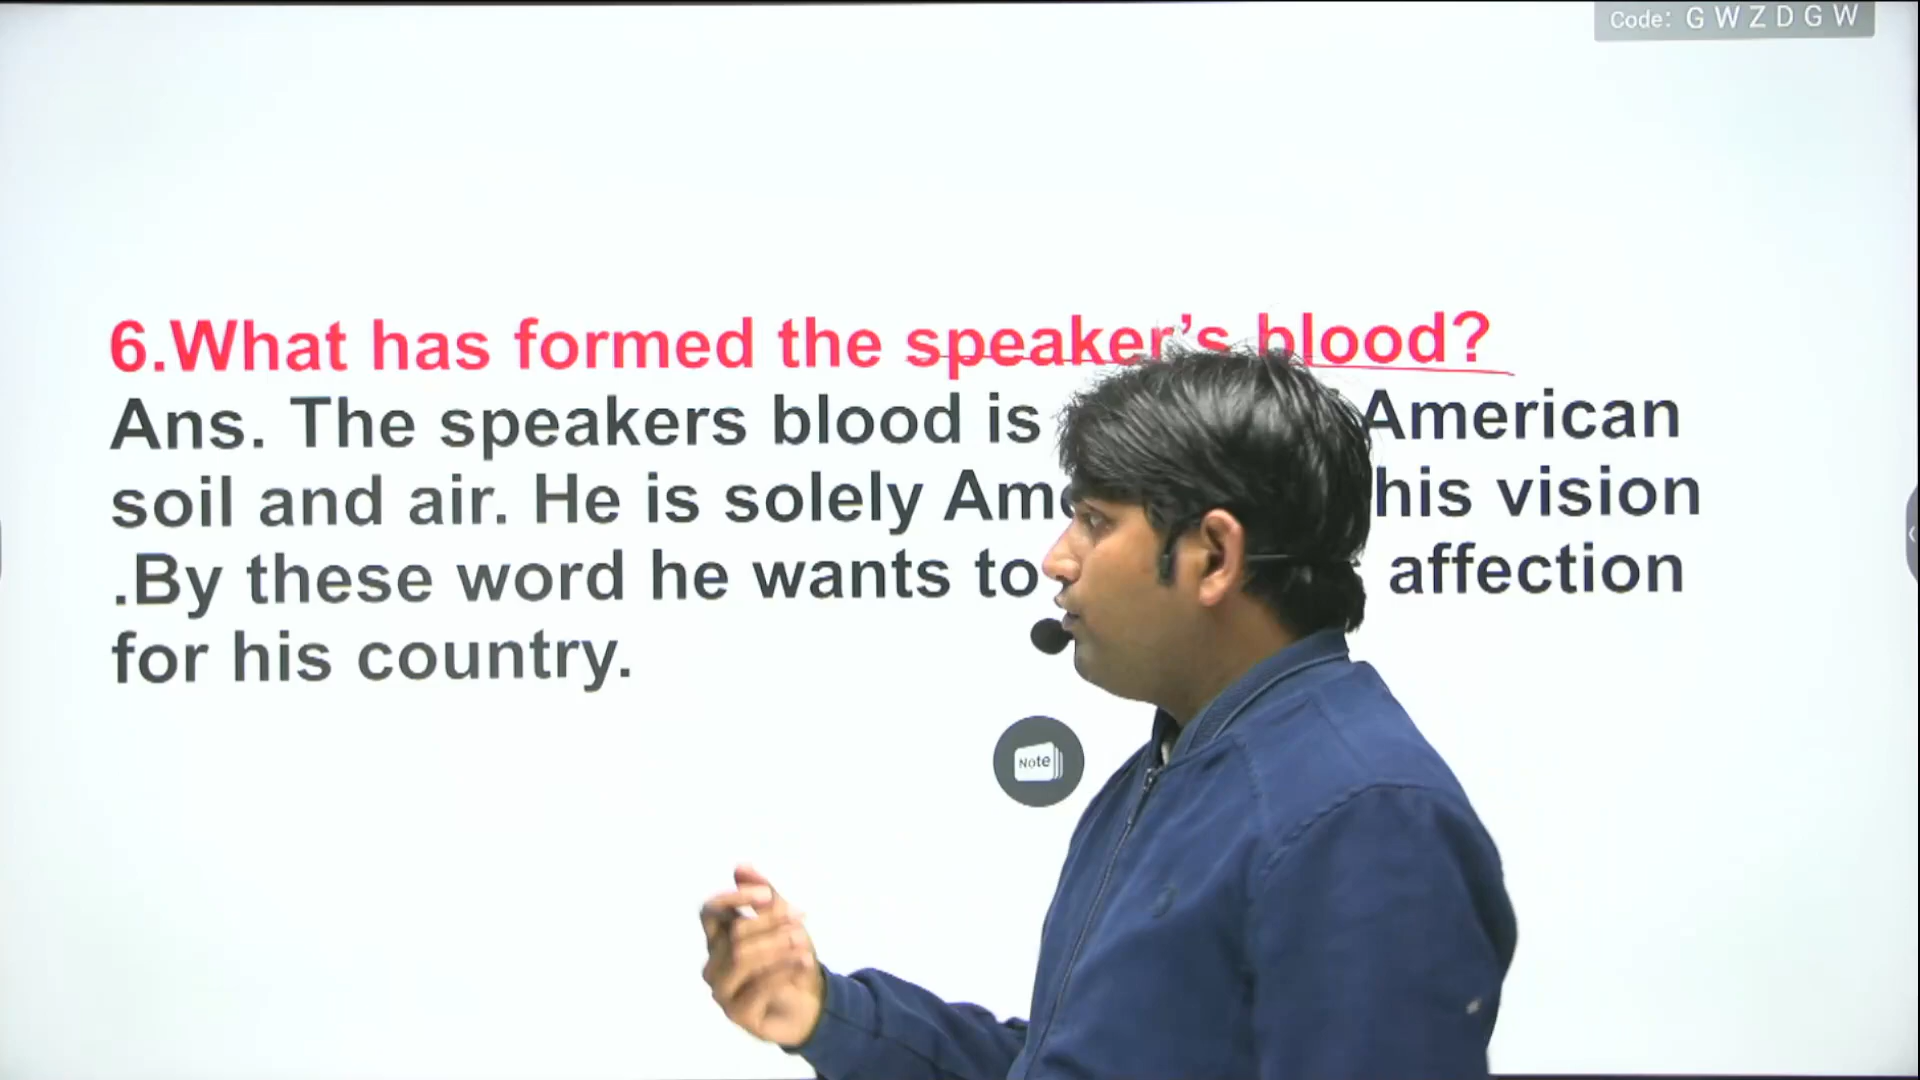 Code: G W Z D G W
6.What has formed the speaker's blood?
Ans. The speakers blood is American
soil and air. He is solely his vision
.By these word he wants to affection
for his country.
Note